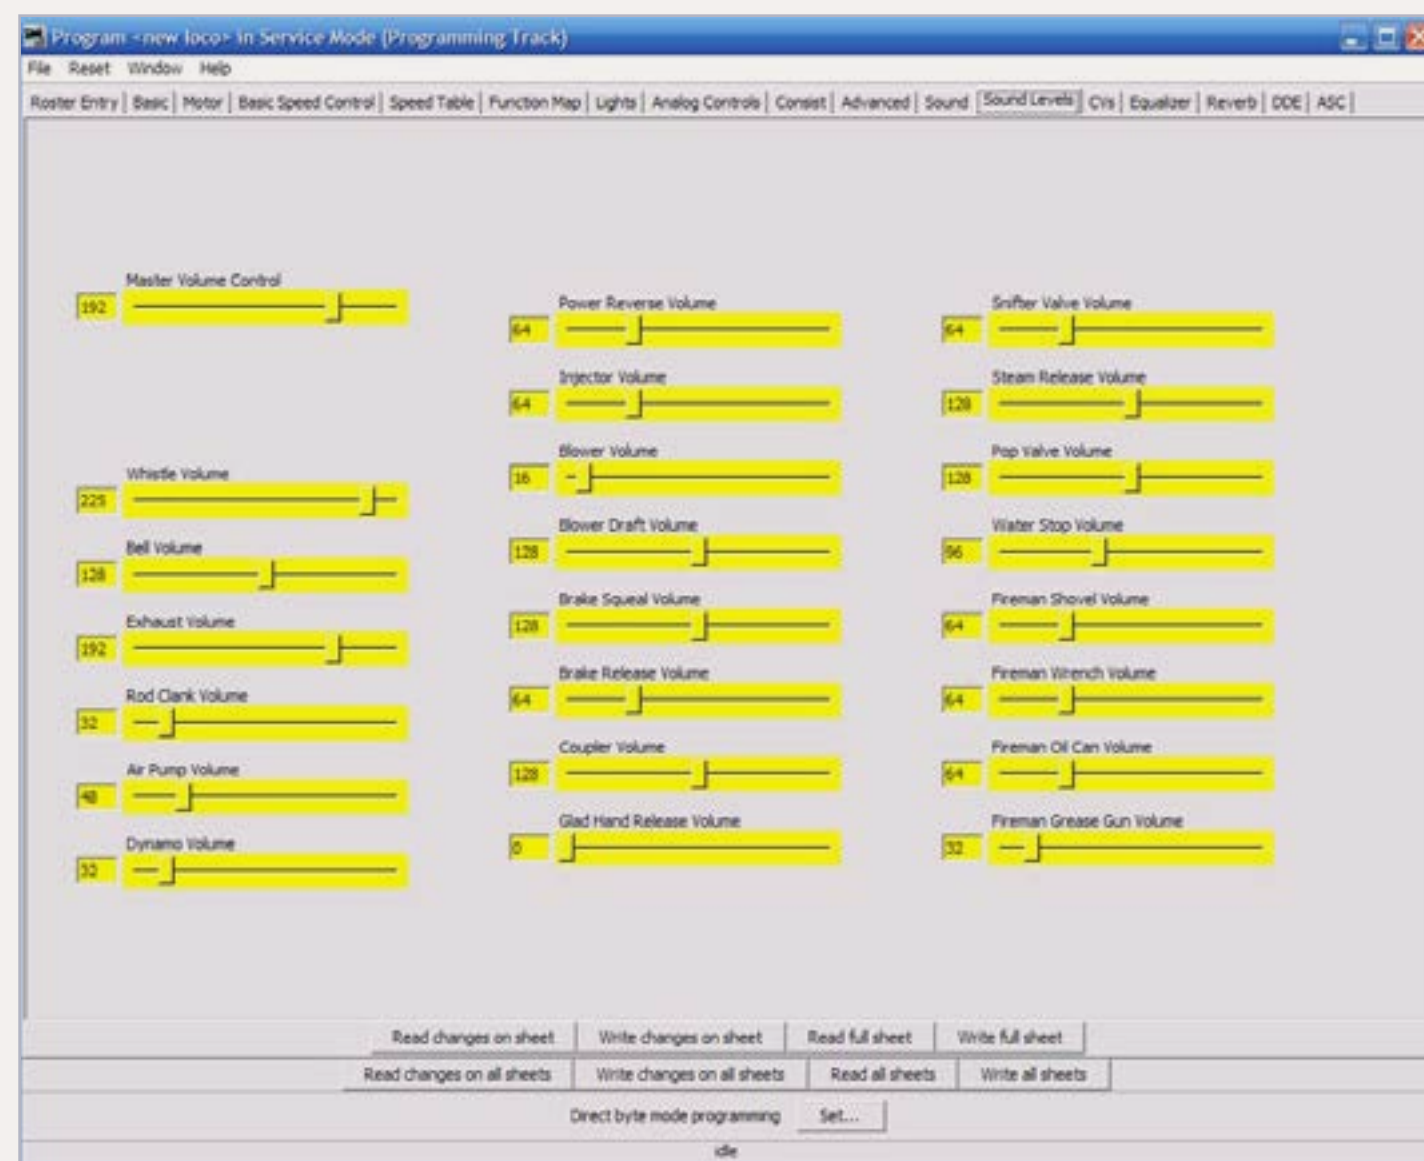 Program <new loco> in Service Mode (Programming Track)
File Reset Window Help
Roster Entry Basic Motor Basic Speed Control Speed Table Function Map Lights Analog Controls Consist Advanced Sound Sound Levels CVs Equalizer Reverb DDE ASC
Master Volume Control
192
Whistle Volume
225
Bell Volume
128
Exhaust Volume
192
Rod Clank Volume
32
Air Pump Volume
48
Dynamo Volume
32
Power Reverse Volume
64
Injector Volume
64
Blower Volume
16
Blower Draft Volume
128
Brake Squeal Volume
128
Brake Release Volume
64
Coupler Volume
128
Glad Hand Release Volume
0
Snifter Valve Volume
64
Steam Release Volume
128
Pop Valve Volume
128
Water Stop Volume
96
Fireman Shovel Volume
64
Fireman Wrench Volume
64
Fireman Oil Can Volume
64
Fireman Grease Gun Volume
32
Read changes on sheet Write changes on sheet Read full sheet Write full sheet
Read changes on all sheets Write changes on all sheets Read all sheets Write all sheets
Direct byte mode programming Set...
idle